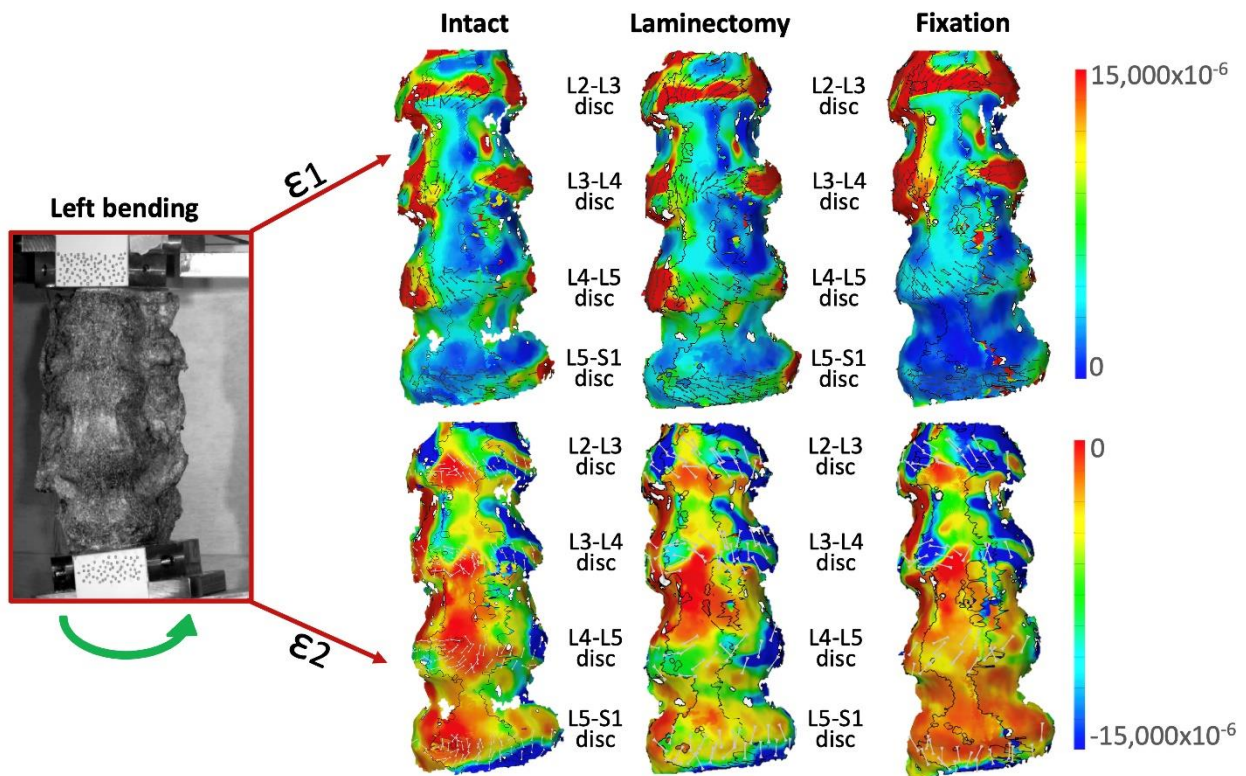 Intact
Laminectomy
Fixation
L2-L3
disc
L2-L3
disc
15,000x10⁻⁶
ε1
L3-L4
disc
L3-L4
disc
Left bending
L4-L5
disc
L4-L5
disc
L5-S1
disc
L5-S1
disc
0
L2-L3
disc
L2-L3
disc
0
L3-L4
disc
L3-L4
disc
ε2
L4-L5
disc
L4-L5
disc
L5-S1
disc
L5-S1
disc
-15,000x10⁻⁶